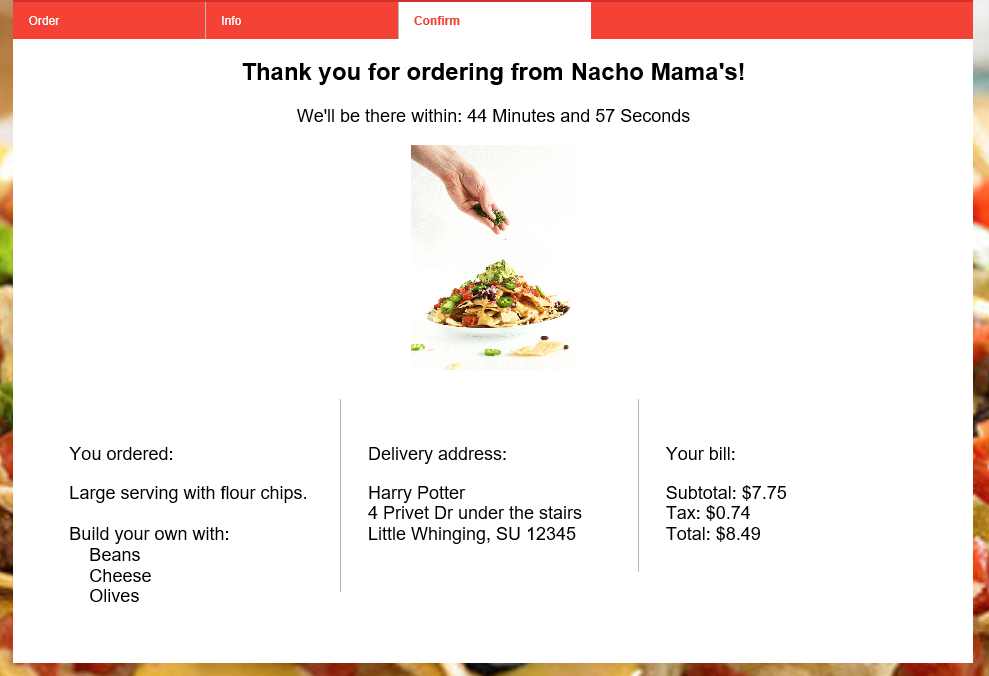 Order
Info
Confirm
Thank you for ordering from Nacho Mama's!
We'll be there within: 44 Minutes and 57 Seconds
You ordered:
Large serving with flour chips.
Build your own with:
Beans
Cheese
Olives
Delivery address:
Harry Potter
4 Privet Dr under the stairs
Little Whinging, SU 12345
Your bill:
Subtotal: $7.75
Tax: $0.74
Total: $8.49